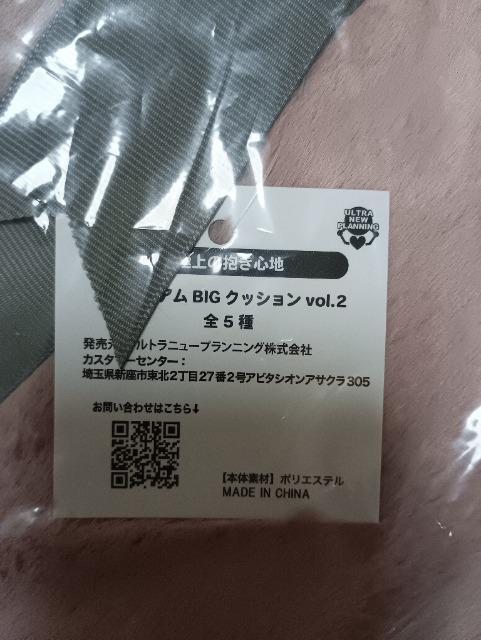 ULTRA
NEW
PLANNING
上の抱き心地
アム BIG クッション vol.2
全5種
発売元 ルトラニュープランニング株式会社
カスタマーセンター：
埼玉県新座市東北2丁目27番2号アビタシオンアサクラ305
お問い合わせはこちら↓
【本体素材】ポリエステル
MADE IN CHINA